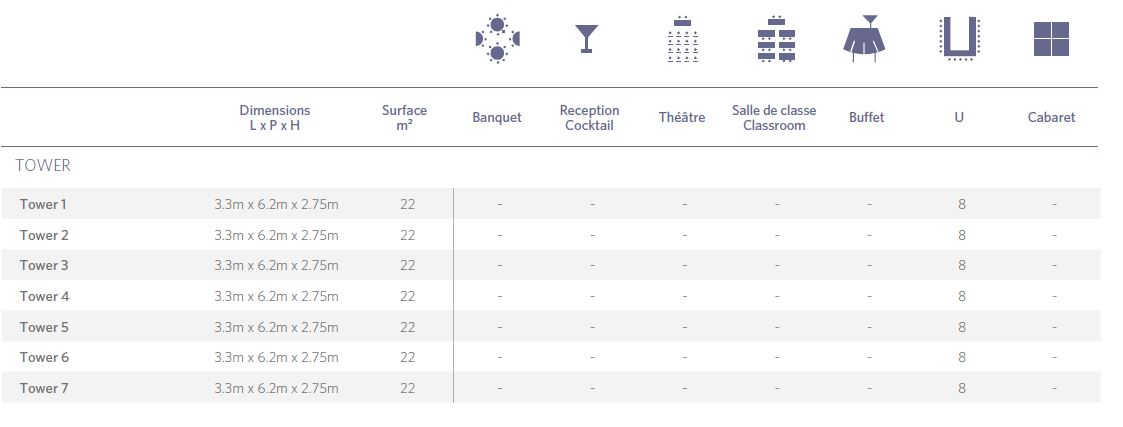 Dimensions
L x P x H
Surface
m²
Banquet
Reception
Cocktail
Théâtre
Salle de classe
Classroom
Buffet
U
Cabaret
TOWER
Tower 1 3.3m x 6.2m x 2.75m 22 - - - - - 8 -
Tower 2 3.3m x 6.2m x 2.75m 22 - - - - - 8 -
Tower 3 3.3m x 6.2m x 2.75m 22 - - - - - 8 -
Tower 4 3.3m x 6.2m x 2.75m 22 - - - - - 8 -
Tower 5 3.3m x 6.2m x 2.75m 22 - - - - - 8 -
Tower 6 3.3m x 6.2m x 2.75m 22 - - - - - 8 -
Tower 7 3.3m x 6.2m x 2.75m 22 - - - - - 8 -